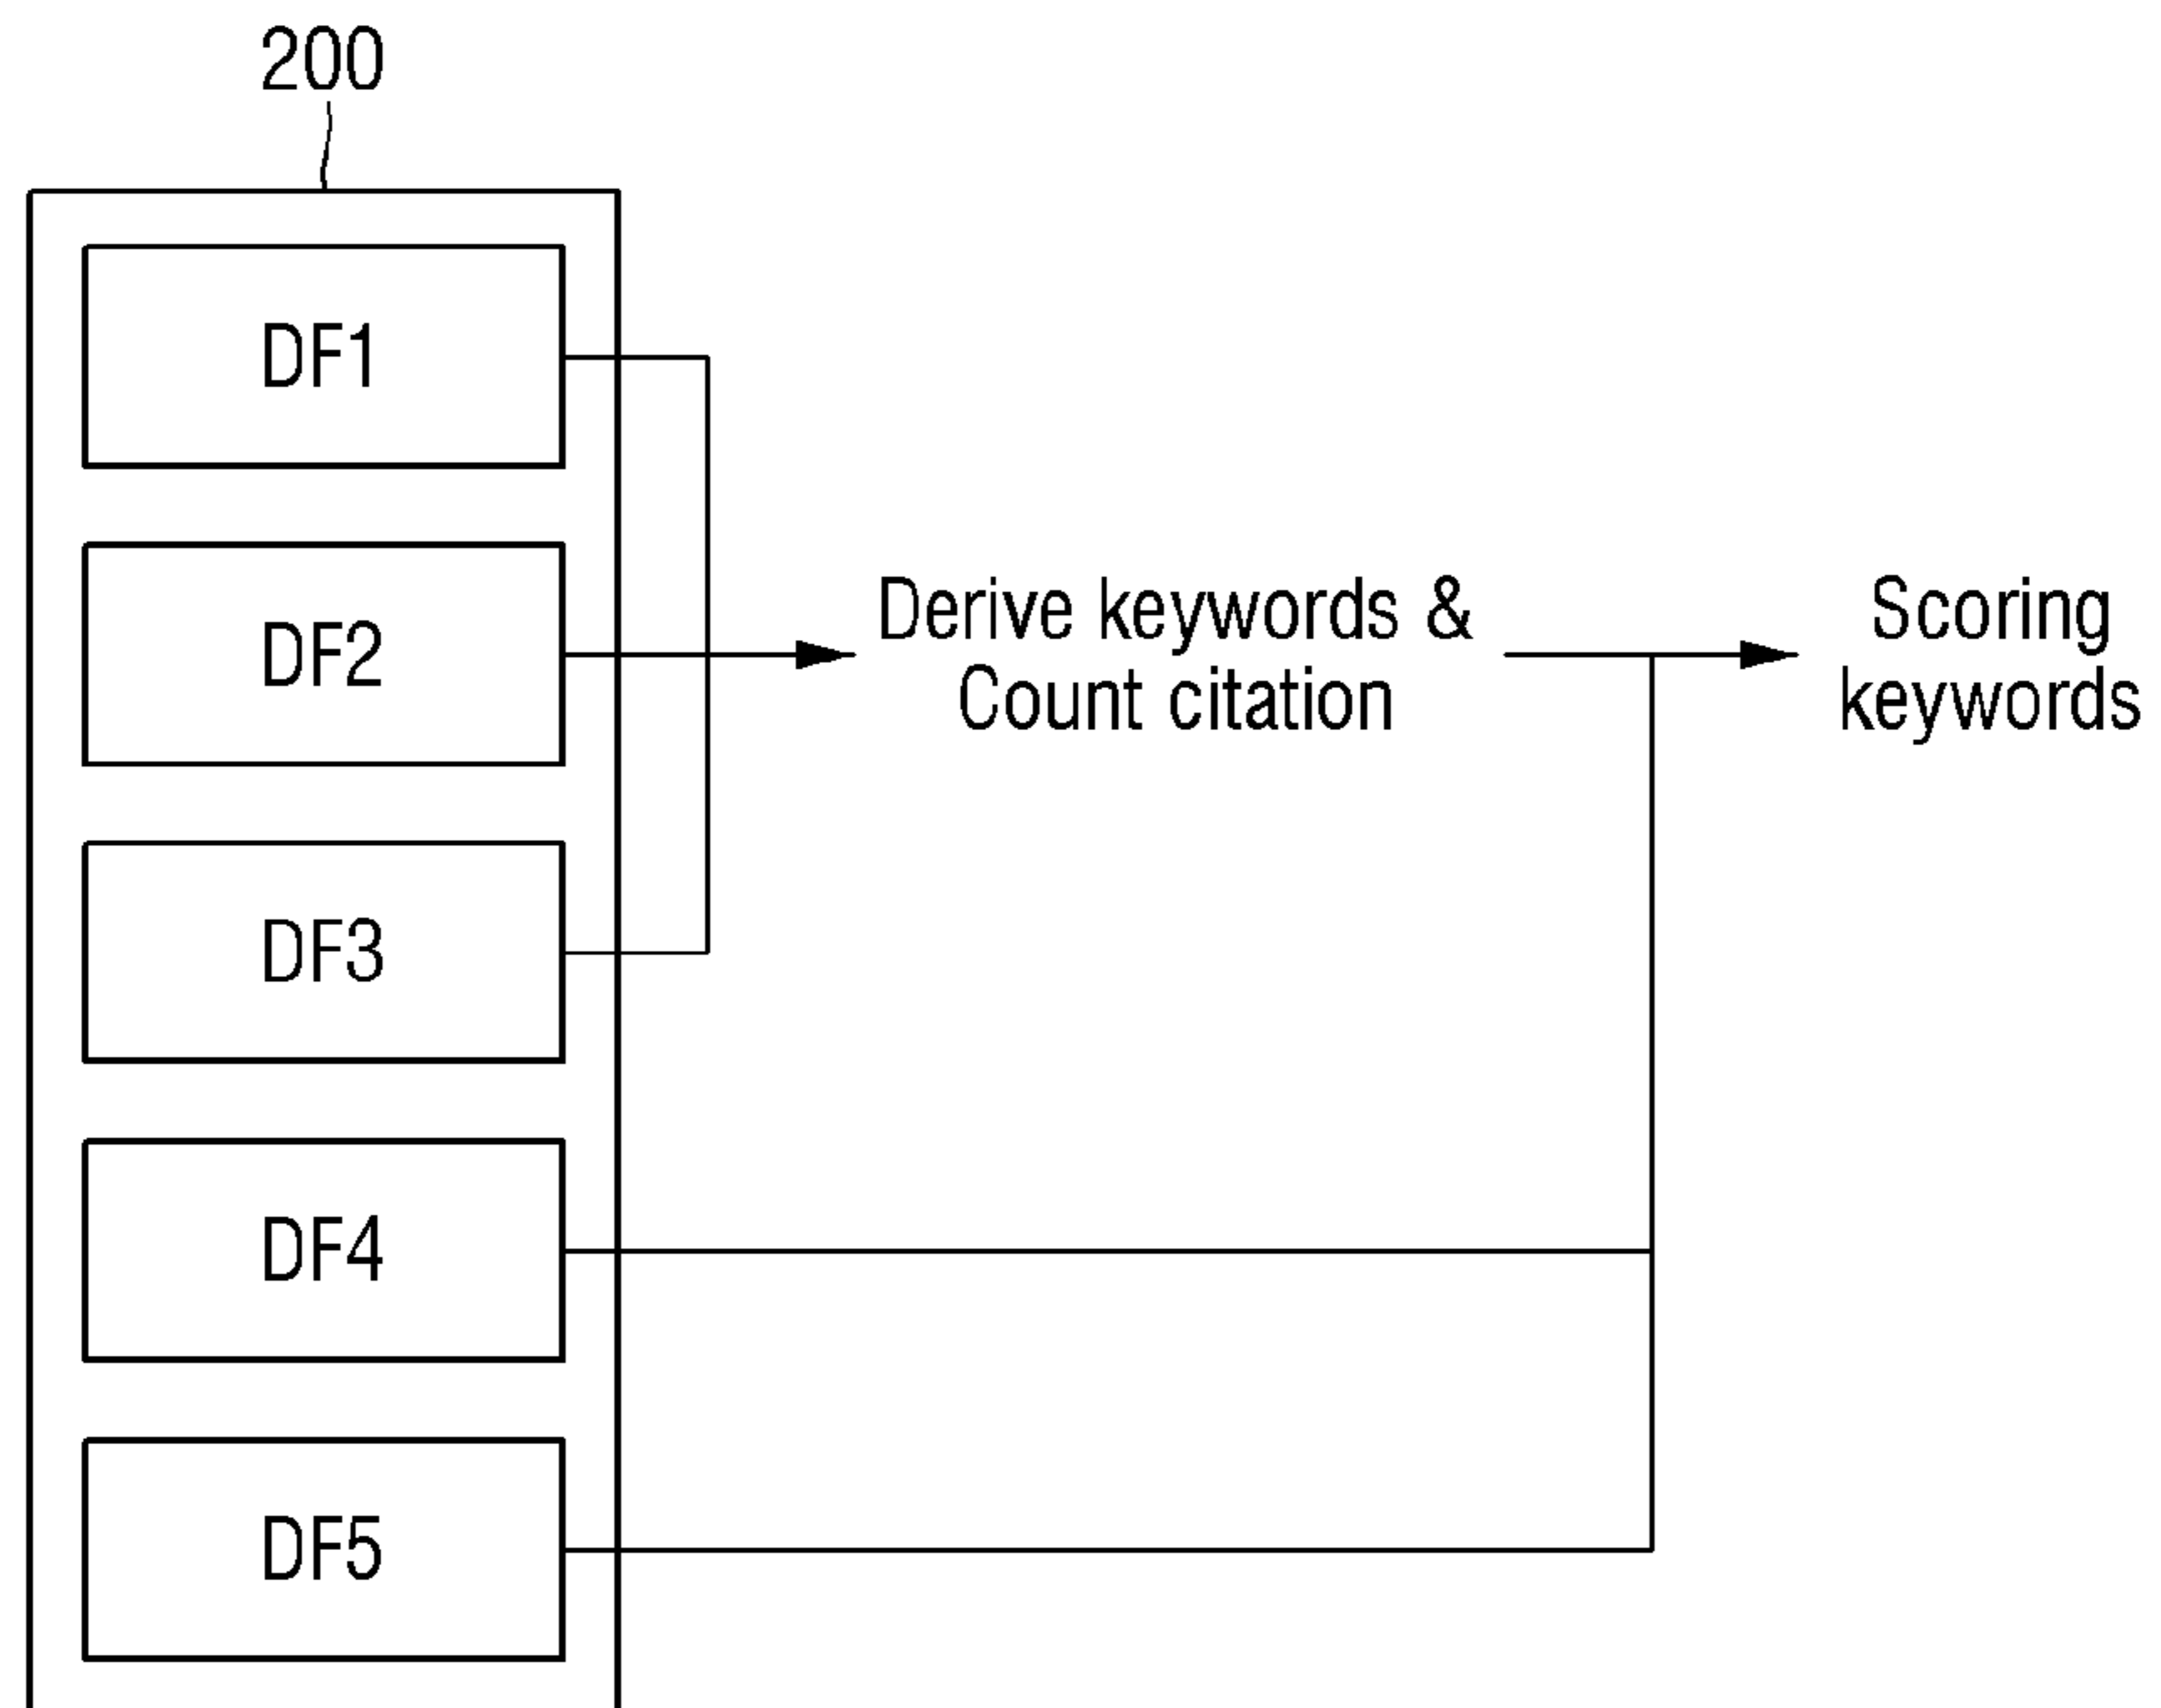 200
DF1
DF2
DF3
DF4
DF5
Derive keywords &
Count citation
Scoring
keywords